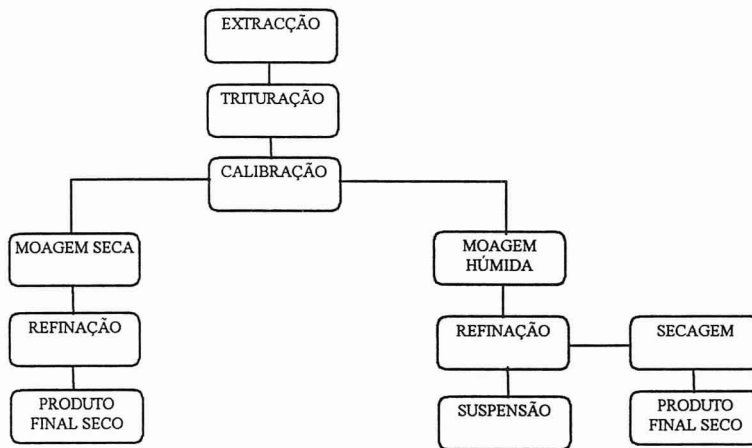 EXTRACÇÃO
TRITURAÇÃO
CALIBRAÇÃO
MOAGEM SECA
MOAGEM
HÚMIDA
REFINAÇÃO
REFINAÇÃO
SECAGEM
PRODUTO
FINAL SECO
SUSPENSÃO
PRODUTO
FINAL SECO